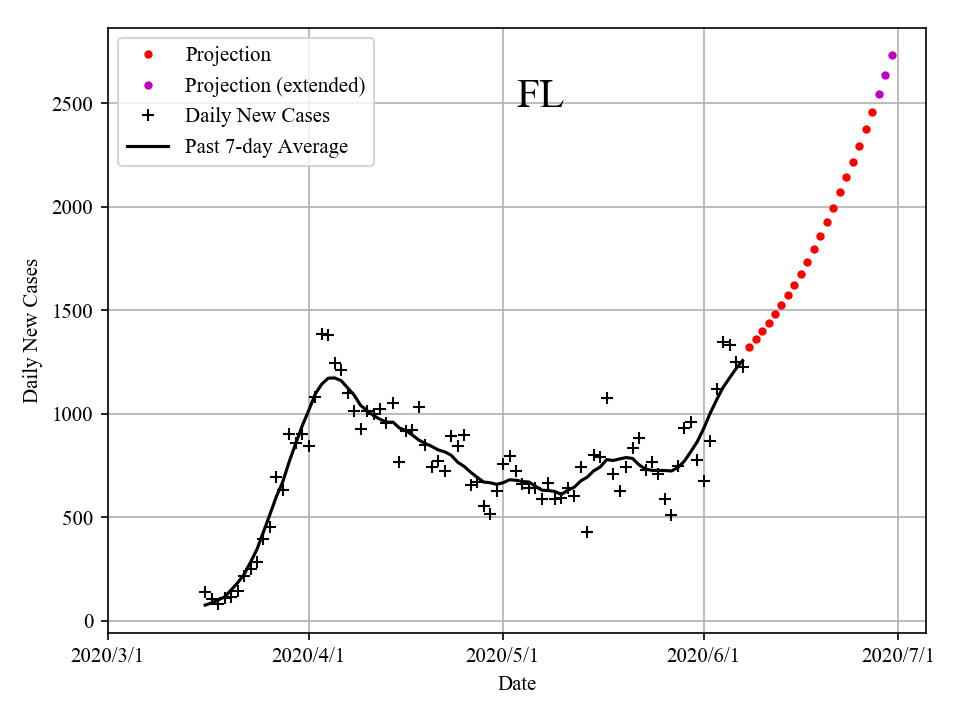 Projection
Projection (extended)
Daily New Cases
Past 7-day Average
FL
2500
2000
1500
1000
500
0
Daily New Cases
2020/3/1
2020/4/1
2020/5/1
2020/6/1
2020/7/1
Date